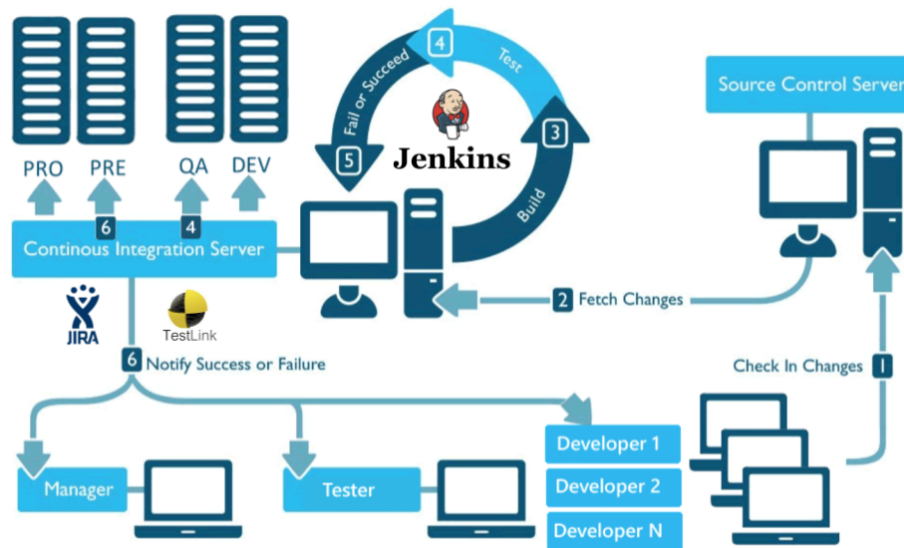 PRO
PRE
QA
DEV
6
4
Continous Integration Server
JIRA
TestLink
4
Test
Fail or Succeed
5
Jenkins
3
Build
Source Control Server
2 Fetch Changes
Check In Changes 1
6 Notify Success or Failure
Manager
Tester
Developer 1
Developer 2
Developer N